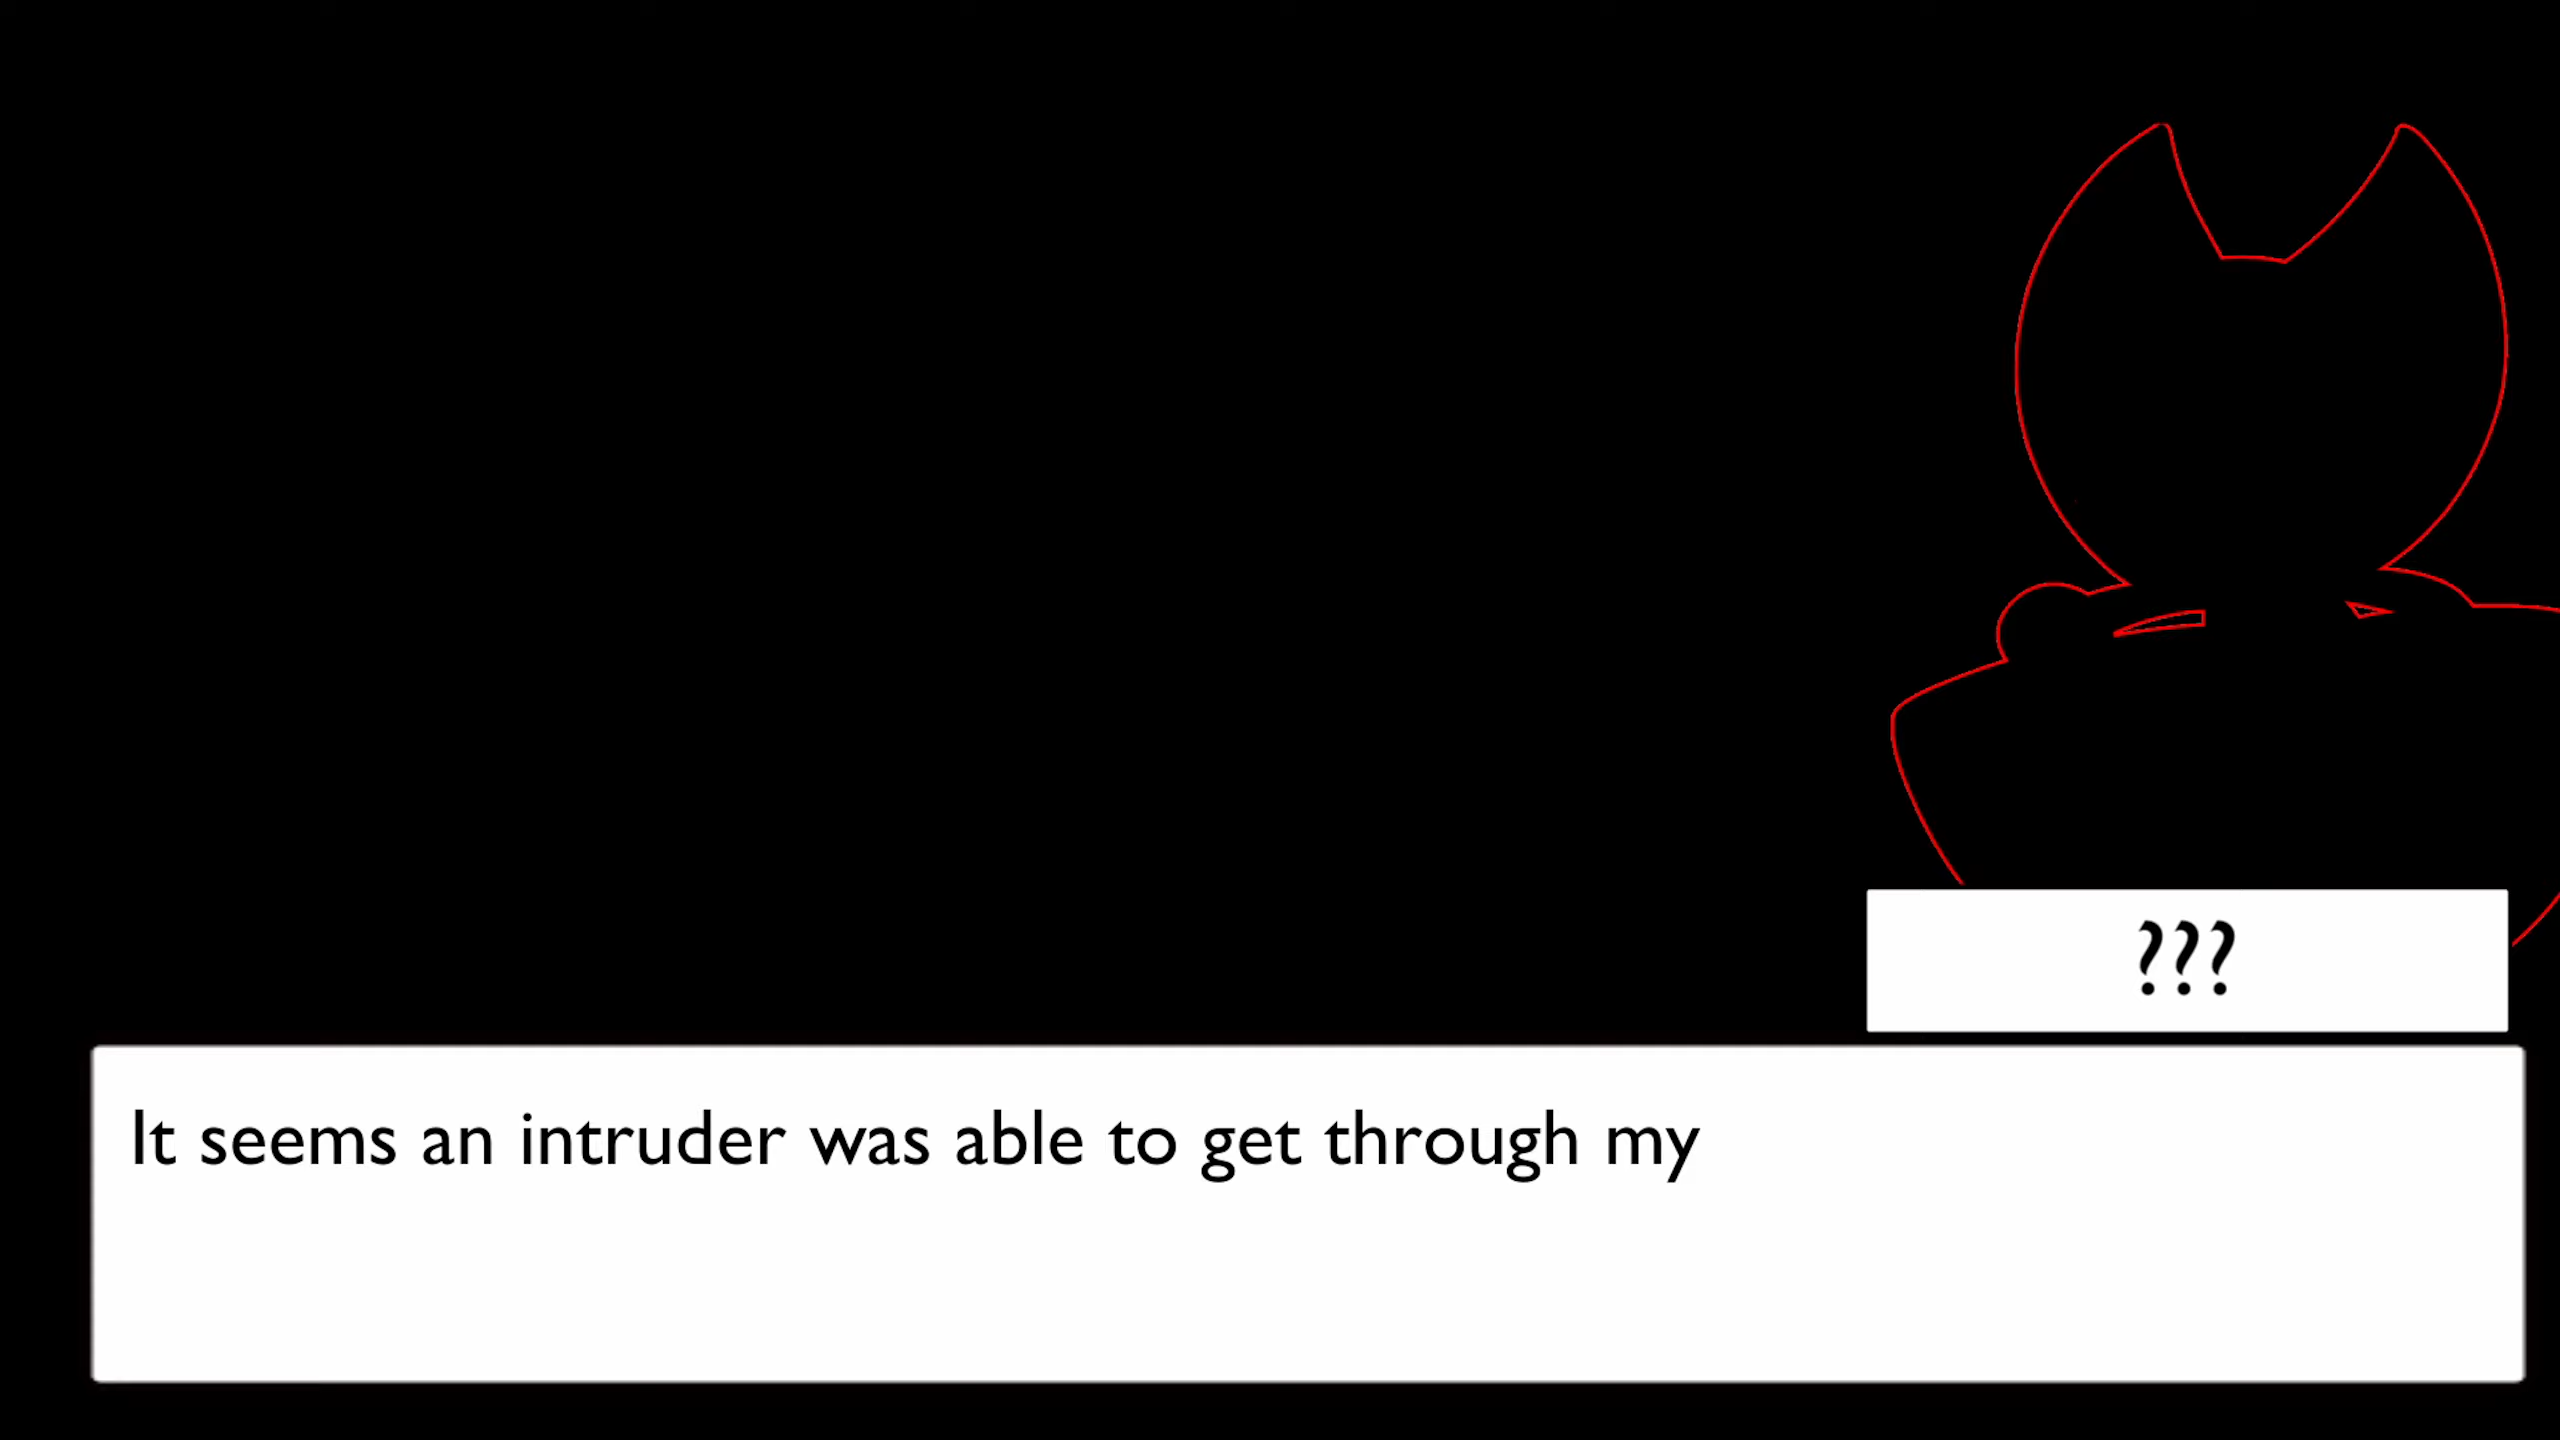 ???
It seems an intruder was able to get through my